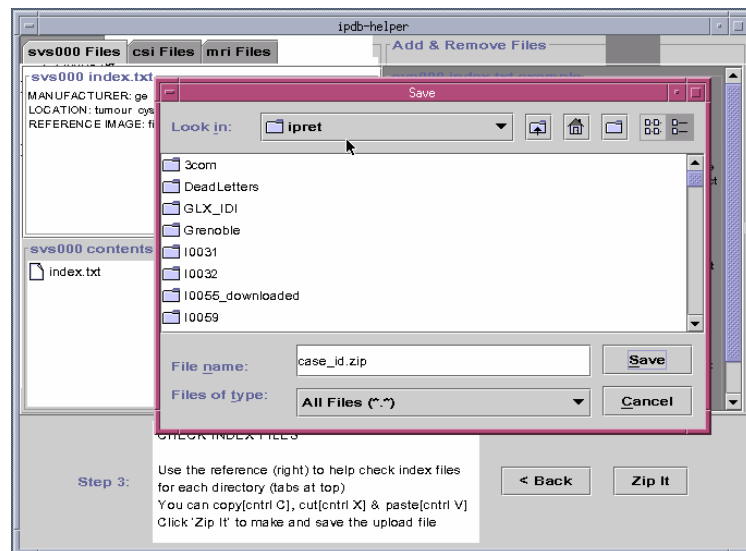 ipdb-helper
svs000 Files csi Files mri Files
Add & Remove Files
svs000 index.txt
MANUFACTURER: ge
LOCATION: tumour cys
REFERENCE IMAGE: fi
Save
Look in: ipret
3com
DeadLetters
GLX_IDI
Grenoble
I0031
I0032
I0055_downloaded
I0059
svs000 contents
index.txt
File name: case_id.zip Save
Files of type: All Files (*.*) Cancel
CHECK INDEX FILES
Step 3:
Use the reference (right) to help check index files
for each directory (tabs at top)
You can copy[cntrl C], cut[cntrl X] & paste[cntrl V]
Click 'Zip It' to make and save the upload file
< Back Zip It